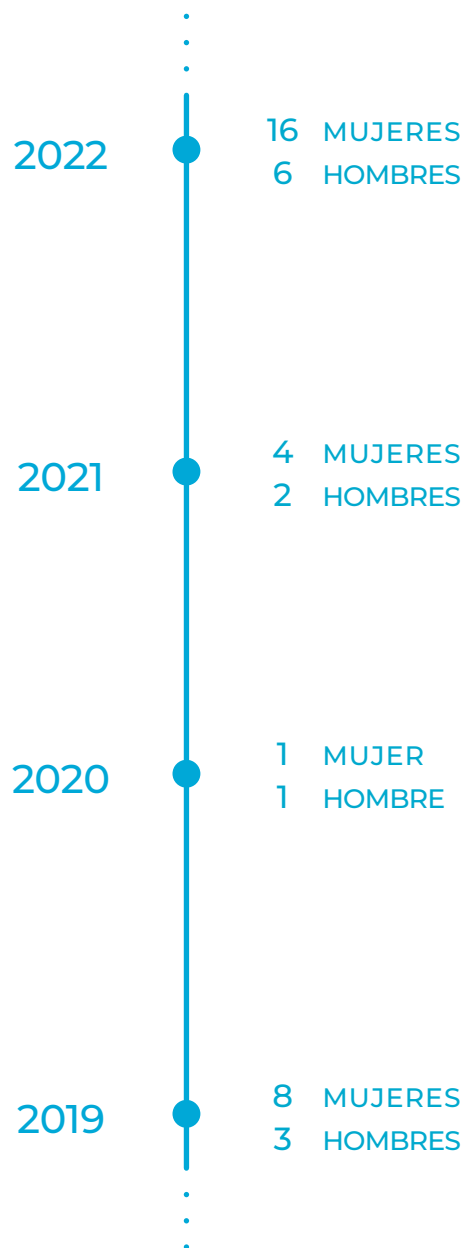 2022
16 MUJERES
6 HOMBRES
2021
4 MUJERES
2 HOMBRES
2020
1 MUJER
1 HOMBRE
2019
8 MUJERES
3 HOMBRES